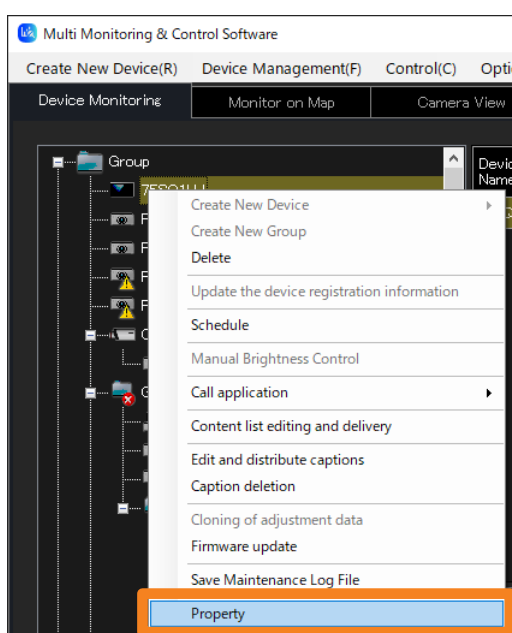 Multi Monitoring & Control Software
Create New Device(R) Device Management(F) Control(C) Opti
Device Monitoring Monitor on Map Camera View
Group
Devic
Name
Create New Device
Create New Group
Delete
Update the device registration information
Schedule
Manual Brightness Control
Call application
Content list editing and delivery
Edit and distribute captions
Caption deletion
Cloning of adjustment data
Firmware update
Save Maintenance Log File
Property